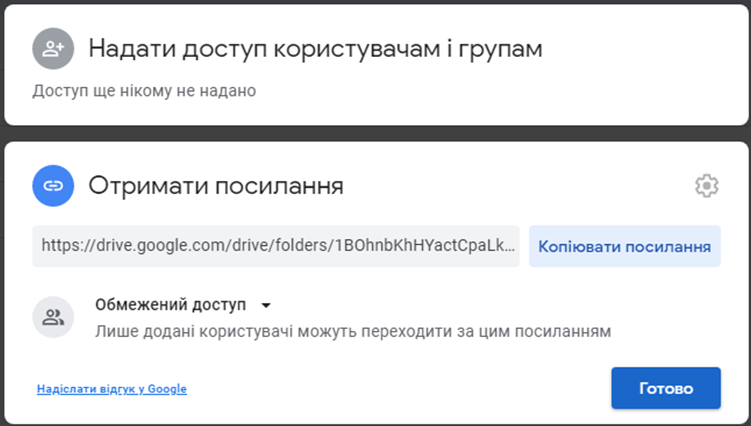 Надати доступ користувачам і групам
Доступ ще нікому не надано
Отримати посилання
https://drive.google.com/drive/folders/1BOhnbKhHYactCpaLk...
Копіювати посилання
Обмежений доступ
Лише додані користувачі можуть переходити за цим посиланням
Надіслати відгук у Google
Готово